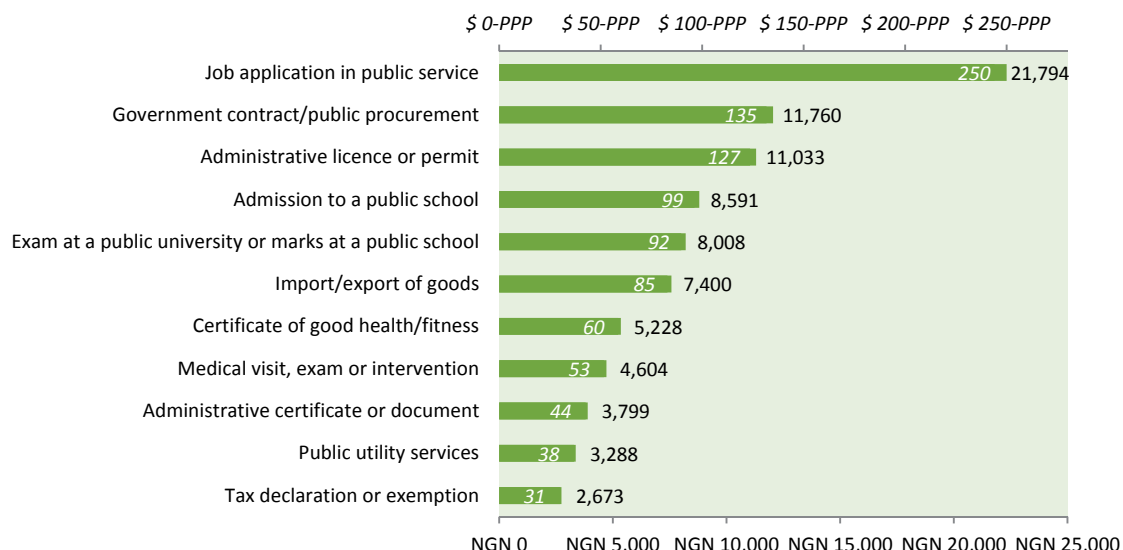 $ 0-PPP $ 50-PPP $ 100-PPP $ 150-PPP $ 200-PPP $ 250-PPP
Job application in public service 250 21,794
Government contract/public procurement 135 11,760
Administrative licence or permit 127 11,033
Admission to a public school 99 8,591
Exam at a public university or marks at a public school 92 8,008
Import/export of goods 85 7,400
Certificate of good health/fitness 60 5,228
Medical visit, exam or intervention 53 4,604
Administrative certificate or document 44 3,799
Public utility services 38 3,288
Tax declaration or exemption 31 2,673
NGN 0 NGN 5,000 NGN 10,000 NGN 15,000 NGN 20,000 NGN 25,000